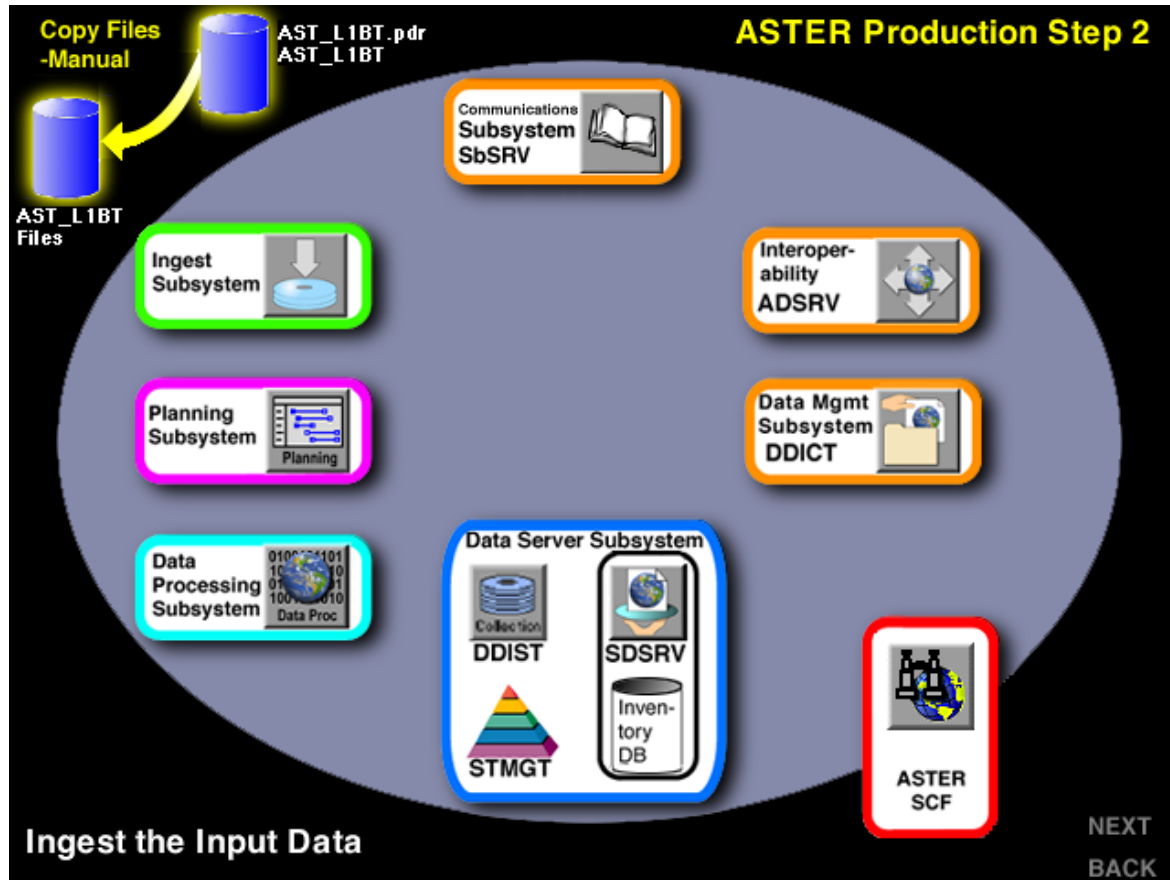 Copy Files
-Manual
AST_L1BT.pdr
AST_L1BT
ASTER Production Step 2
AST_L1BT
Files
Communications
Subsystem
SbSRV
Ingest
Subsystem
Interoper-
ability
ADSRV
Planning
Subsystem
Planning
Data Mgmt
Subsystem
DDICT
Data
Processing
Subsystem
Data Proc
Data Server Subsystem
Collection
DDIST
SDSRV
STMGT
Inven-
tory
DB
ASTER
SCF
Ingest the Input Data
NEXT
BACK